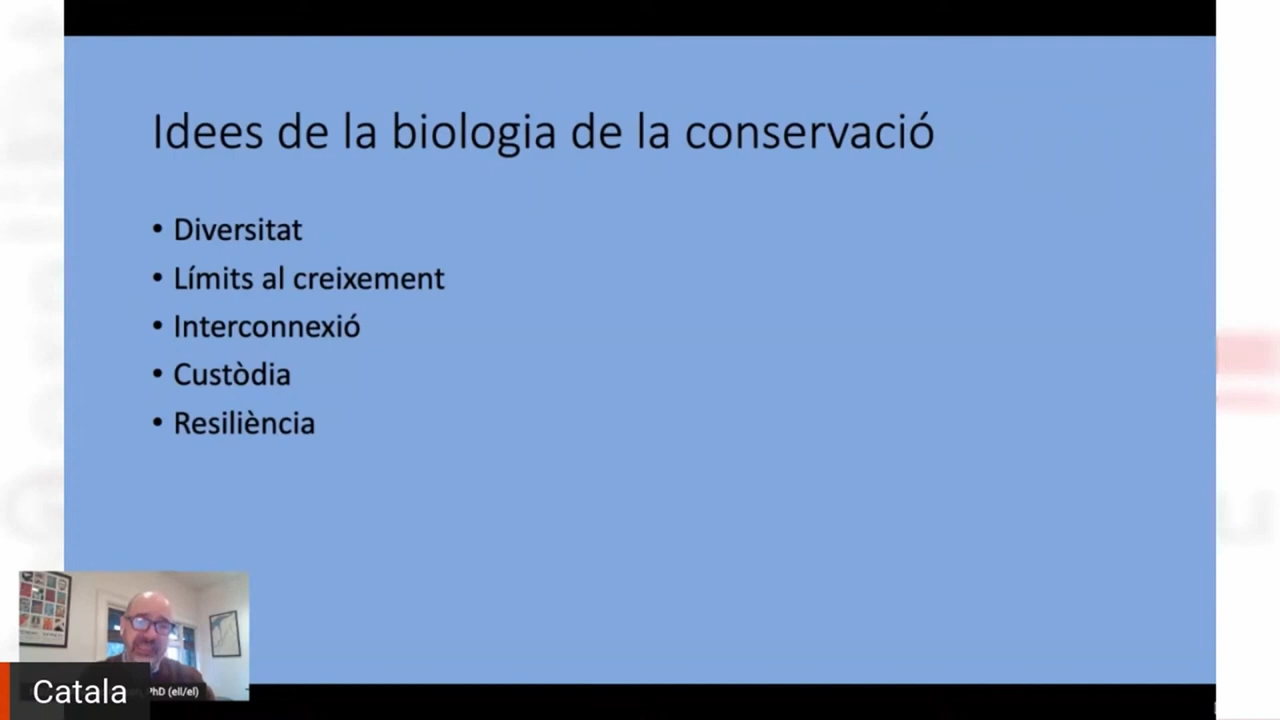 Idees de la biologia de la conservació
• Diversitat
• Límits al creixement
• Interconnexió
• Custòdia
• Resiliència
PhD (ell/el)
Catala